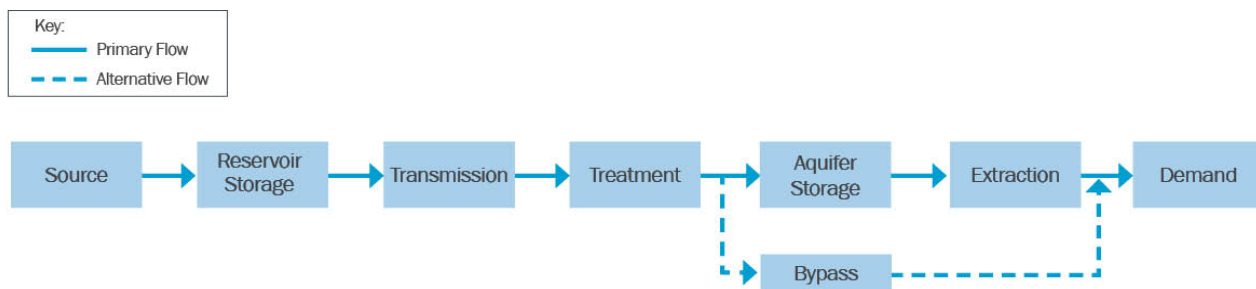 Key:
Primary Flow
Alternative Flow
Source
Reservoir
Storage
Transmission
Treatment
Aquifer
Storage
Extraction
Demand
Bypass